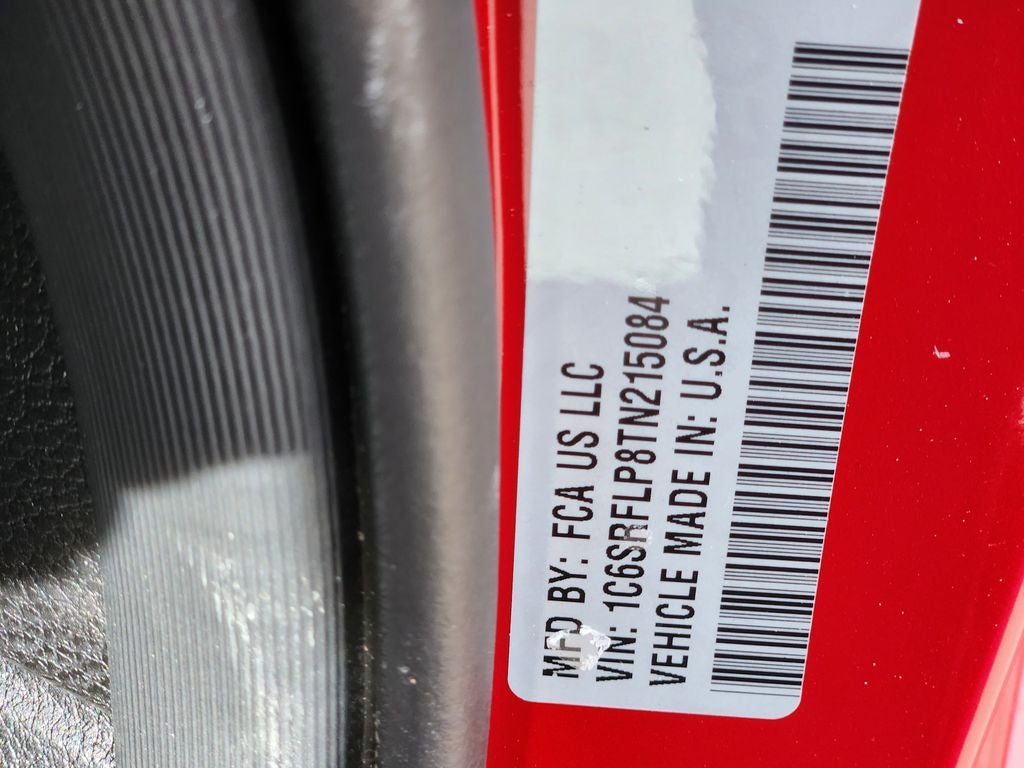 MFD BY: FCA US LLC
VIN: 1C6SRFLP8TN215084
VEHICLE MADE IN: U.S.A.